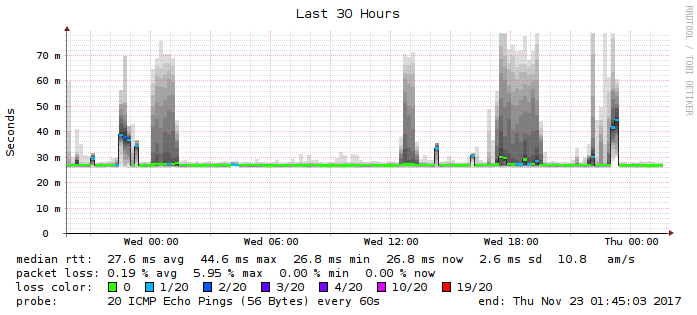 Last 30 Hours
RRDTOOL / TOBI OETIKER
Seconds
70 m
60 m
50 m
40 m
30 m
20 m
10 m
0
Wed 00:00 Wed 06:00 Wed 12:00 Wed 18:00 Thu 00:00
median rtt: 27.6 ms avg 44.6 ms max 26.8 ms min 26.8 ms now 2.6 ms sd 10.8 am/s
packet loss: 0.19 % avg 5.95 % max 0.00 % min 0.00 % now
loss color: 0 1/20 2/20 3/20 4/20 10/20 19/20
probe: 20 ICMP Echo Pings (56 Bytes) every 60s end: Thu Nov 23 01:45:03 2017